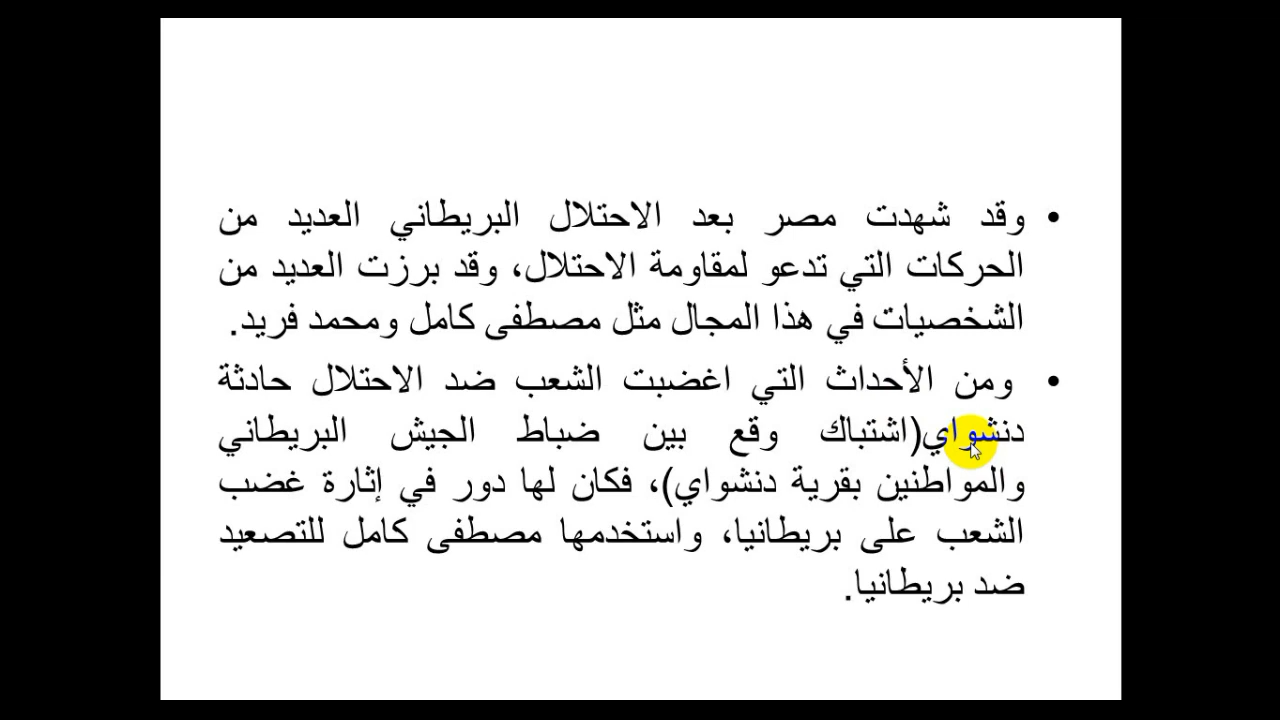 • وقد شهدت مصر بعد الاحتلال البريطاني العديد من
الحركات التي تدعو لمقاومة الاحتلال، وقد برزت العديد من
الشخصيات في هذا المجال مثل مصطفى كامل ومحمد فريد.
• ومن الأحداث التي اغضبت الشعب ضد الاحتلال حادثة
دنشواي(اشتباك وقع بين ضباط الجيش البريطاني
والمواطنين بقرية دنشواي)، فكان لها دور في إثارة غضب
الشعب على بريطانيا، واستخدمها مصطفى كامل للتصعيد
ضد بريطانيا.